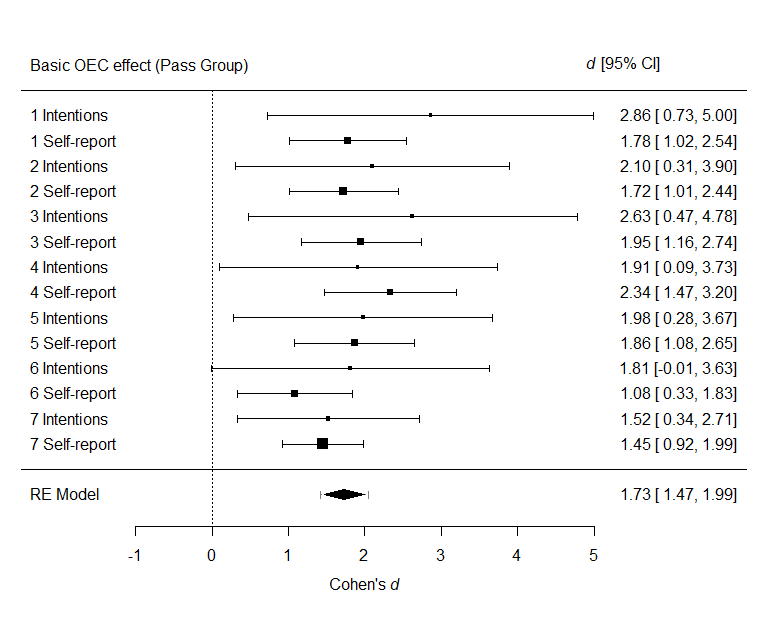 Basic OEC effect (Pass Group) d [95% CI]
1 Intentions 2.86 [ 0.73, 5.00]
1 Self-report 1.78 [ 1.02, 2.54]
2 Intentions 2.10 [ 0.31, 3.90]
2 Self-report 1.72 [ 1.01, 2.44]
3 Intentions 2.63 [ 0.47, 4.78]
3 Self-report 1.95 [ 1.16, 2.74]
4 Intentions 1.91 [ 0.09, 3.73]
4 Self-report 2.34 [ 1.47, 3.20]
5 Intentions 1.98 [ 0.28, 3.67]
5 Self-report 1.86 [ 1.08, 2.65]
6 Intentions 1.81 [-0.01, 3.63]
6 Self-report 1.08 [ 0.33, 1.83]
7 Intentions 1.52 [ 0.34, 2.71]
7 Self-report 1.45 [ 0.92, 1.99]
RE Model 1.73 [ 1.47, 1.99]
-1 0 1 2 3 4 5
Cohen's d